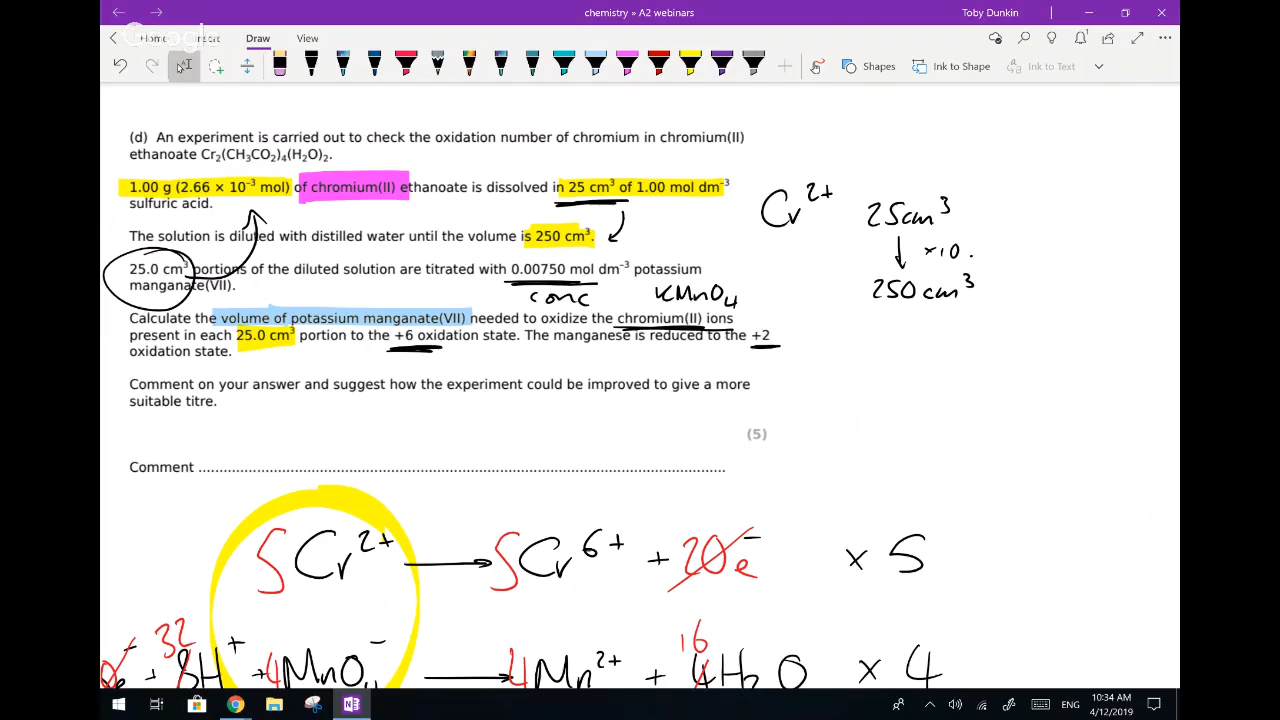 chemistry » A2 webinars
Toby Dunkin
Google
Home Insert Draw View
Shapes Ink to Shape Ink to Text
(d) An experiment is carried out to check the oxidation number of chromium in chromium(II)
ethanoate Cr₂(CH₃CO₂)₄(H₂O)₂.
1.00 g (2.66 × 10⁻³ mol) of chromium(II) ethanoate is dissolved in 25 cm³ of 1.00 mol dm⁻³
sulfuric acid.
Cr²⁺ 25cm³
The solution is diluted with distilled water until the volume is 250 cm³.
×10.
25.0 cm³ portions of the diluted solution are titrated with 0.00750 mol dm⁻³ potassium
manganate(VII).
conc KMnO₄ 250cm³
Calculate the volume of potassium manganate(VII) needed to oxidize the chromium(II) ions
present in each 25.0 cm³ portion to the +6 oxidation state. The manganese is reduced to the +2
oxidation state.
Comment on your answer and suggest how the experiment could be improved to give a more
suitable titre.
(5)
Comment ....................................................................................................................................
5Cr²⁺ → 5Cr⁶⁺ + 20e⁻ × 5
32 16
+ 8H⁺ + 4MnO₄⁻ → 4Mn²⁺ + 4H₂O × 4
ENG
10:34 AM
4/12/2019